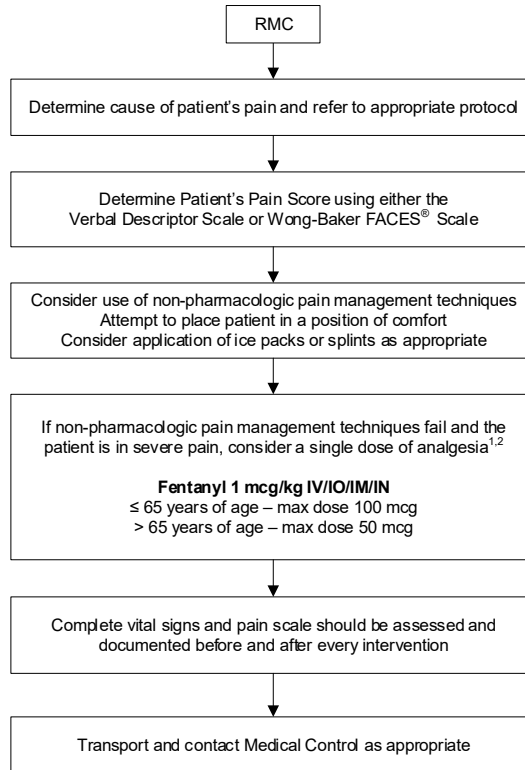 RMC
Determine cause of patient's pain and refer to appropriate protocol
Determine Patient's Pain Score using either the
Verbal Descriptor Scale or Wong-Baker FACES® Scale
Consider use of non-pharmacologic pain management techniques
Attempt to place patient in a position of comfort
Consider application of ice packs or splints as appropriate
If non-pharmacologic pain management techniques fail and the
patient is in severe pain, consider a single dose of analgesia¹,²
Fentanyl 1 mcg/kg IV/IO/IM/IN
≤ 65 years of age – max dose 100 mcg
> 65 years of age – max dose 50 mcg
Complete vital signs and pain scale should be assessed and
documented before and after every intervention
Transport and contact Medical Control as appropriate